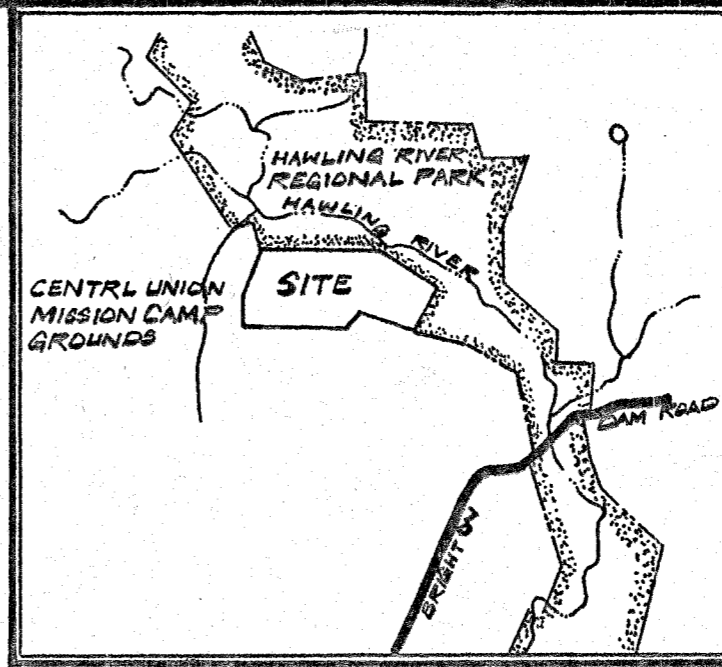 HAWLING RIVER
REGIONAL PARK
HAWLING RIVER
SITE
CENTRL UNION
MISSION CAMP
GROUNDS
DAM ROAD
BRIGHTON